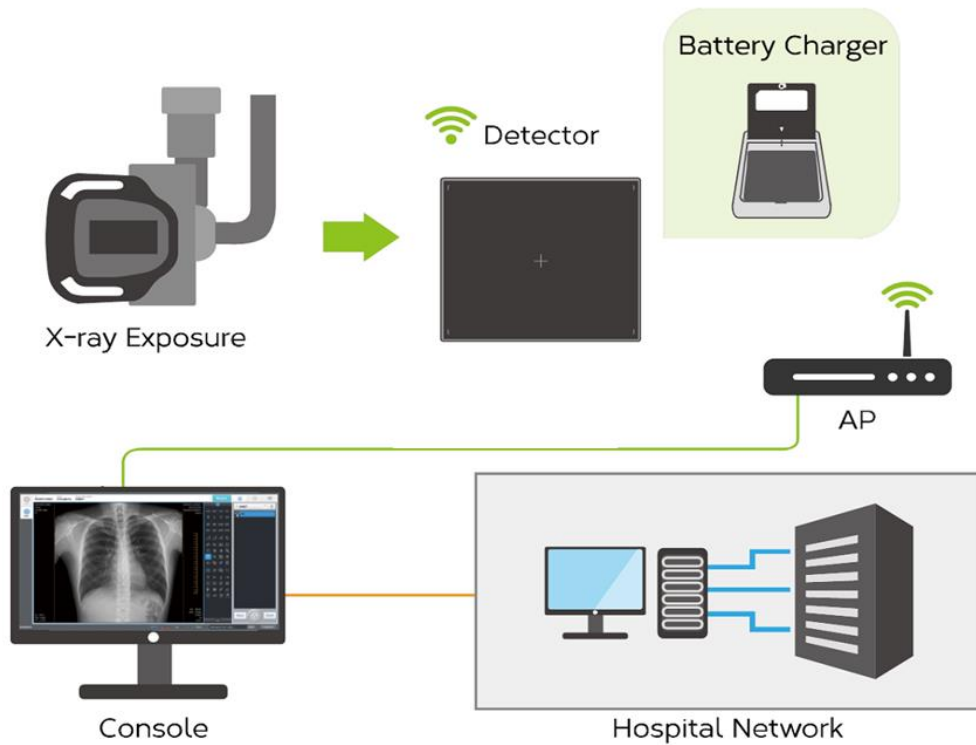 Battery Charger
Detector
X-ray Exposure
AP
Console
Hospital Network